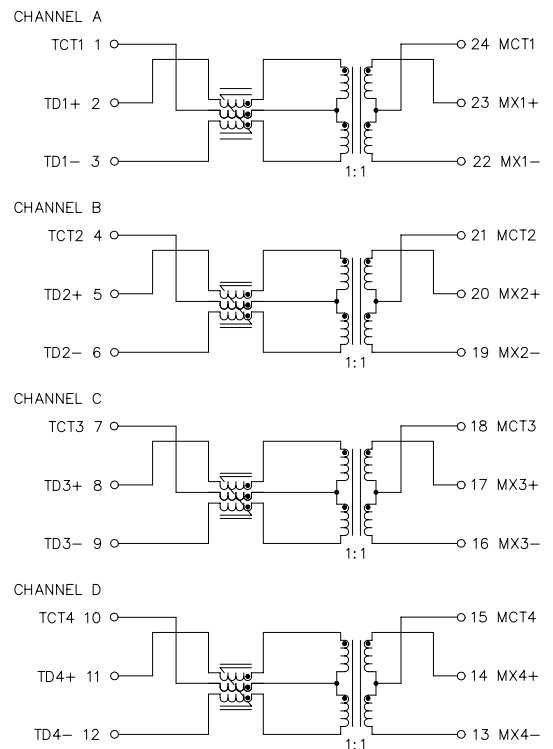 CHANNEL A
TCT1 1
24 MCT1
TD1+ 2
23 MX1+
TD1- 3
22 MX1-
1:1
CHANNEL B
TCT2 4
21 MCT2
TD2+ 5
20 MX2+
TD2- 6
19 MX2-
1:1
CHANNEL C
TCT3 7
18 MCT3
TD3+ 8
17 MX3+
TD3- 9
16 MX3-
1:1
CHANNEL D
TCT4 10
15 MCT4
TD4+ 11
14 MX4+
TD4- 12
13 MX4-
1:1